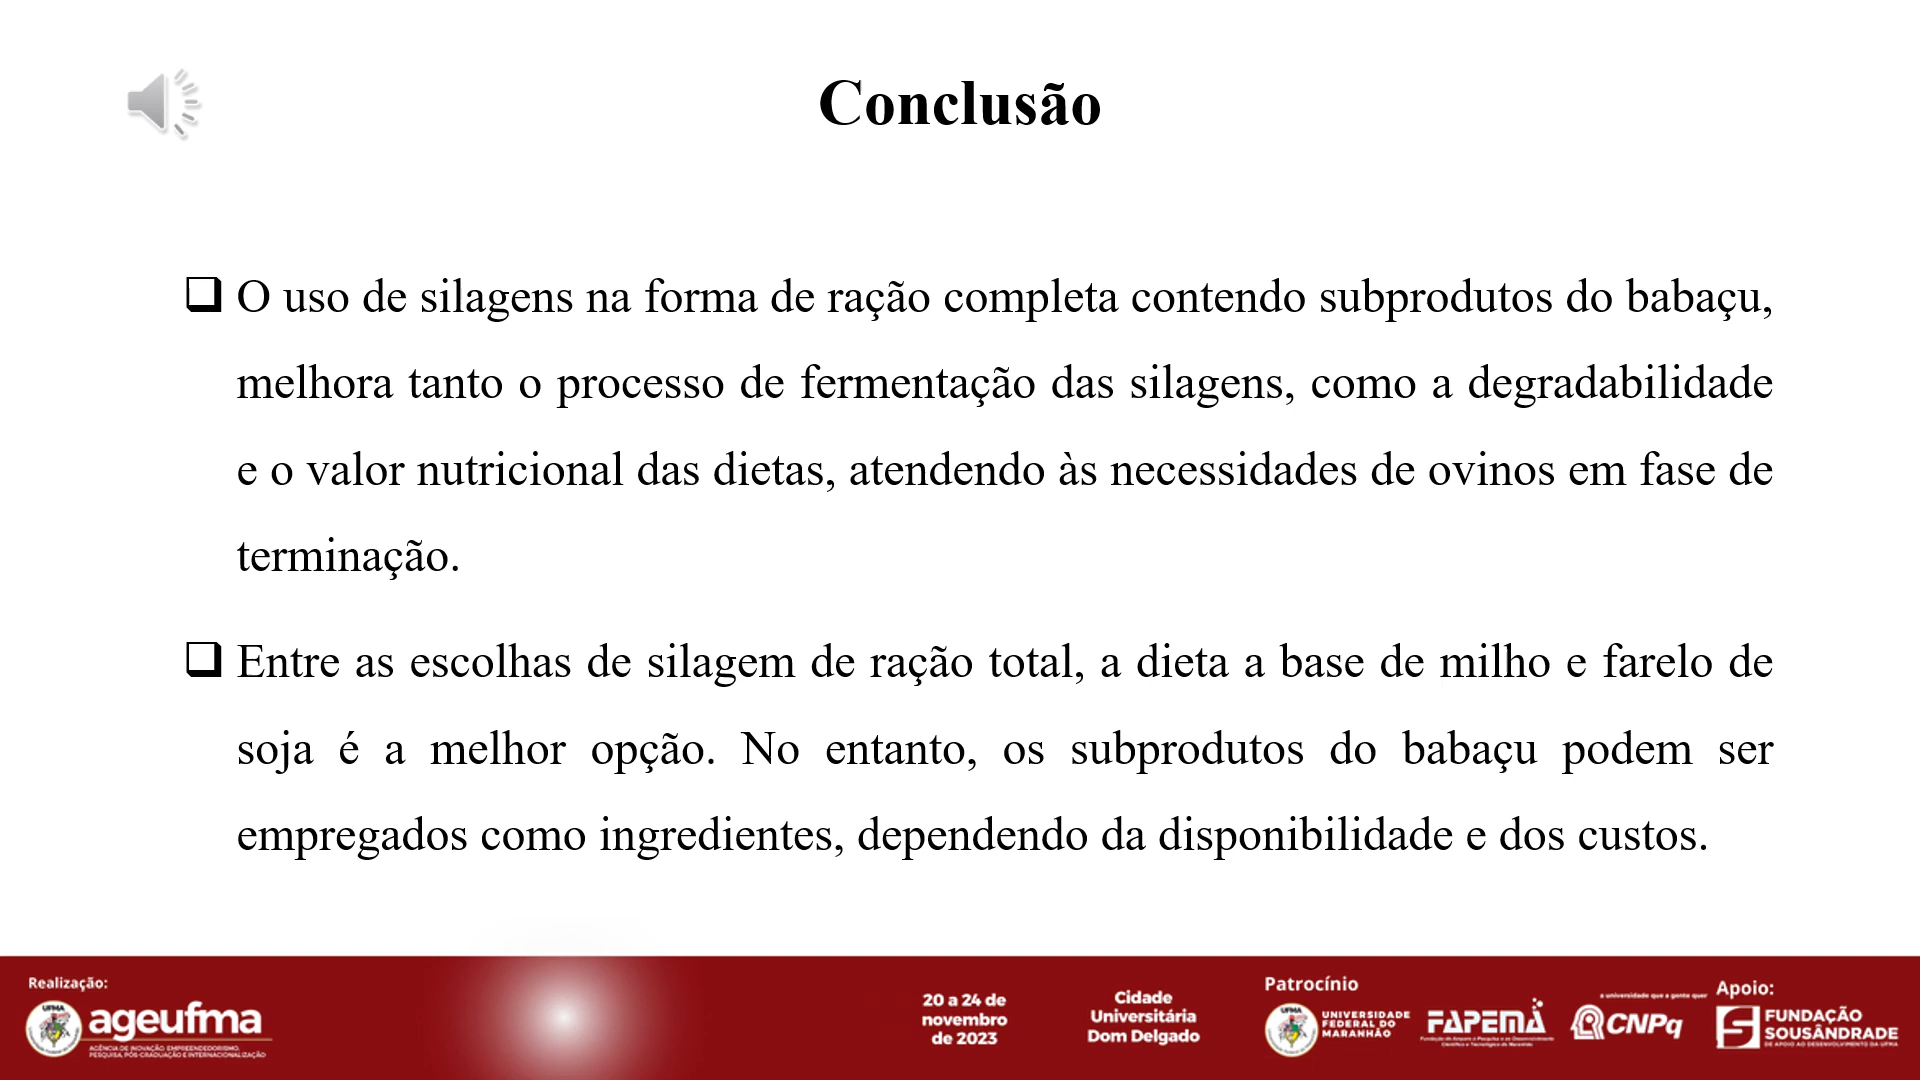 Conclusão
O uso de silagens na forma de ração completa contendo subprodutos do babaçu,
melhora tanto o processo de fermentação das silagens, como a degradabilidade
e o valor nutricional das dietas, atendendo às necessidades de ovinos em fase de
terminação.
Entre as escolhas de silagem de ração total, a dieta a base de milho e farelo de
soja é a melhor opção. No entanto, os subprodutos do babaçu podem ser
empregados como ingredientes, dependendo da disponibilidade e dos custos.
Realização:
UFMA
ageufma
AGÊNCIA DE INOVAÇÃO, EMPREENDEDORISMO,
PESQUISA, PÓS-GRADUAÇÃO E INTERNACIONALIZAÇÃO
20 a 24 de
novembro
de 2023
Cidade
Universitária
Dom Delgado
Patrocínio
UFMA
UNIVERSIDADE
FEDERAL DO
MARANHÃO
a universidade que a gente quer
FAPEMA
Fundação de Amparo à Pesquisa e ao Desenvolvimento
Científico e Tecnológico do Maranhão
CNPq
Apoio:
FUNDAÇÃO
SOUSÂNDRADE
DE APOIO AO DESENVOLVIMENTO DA UFMA